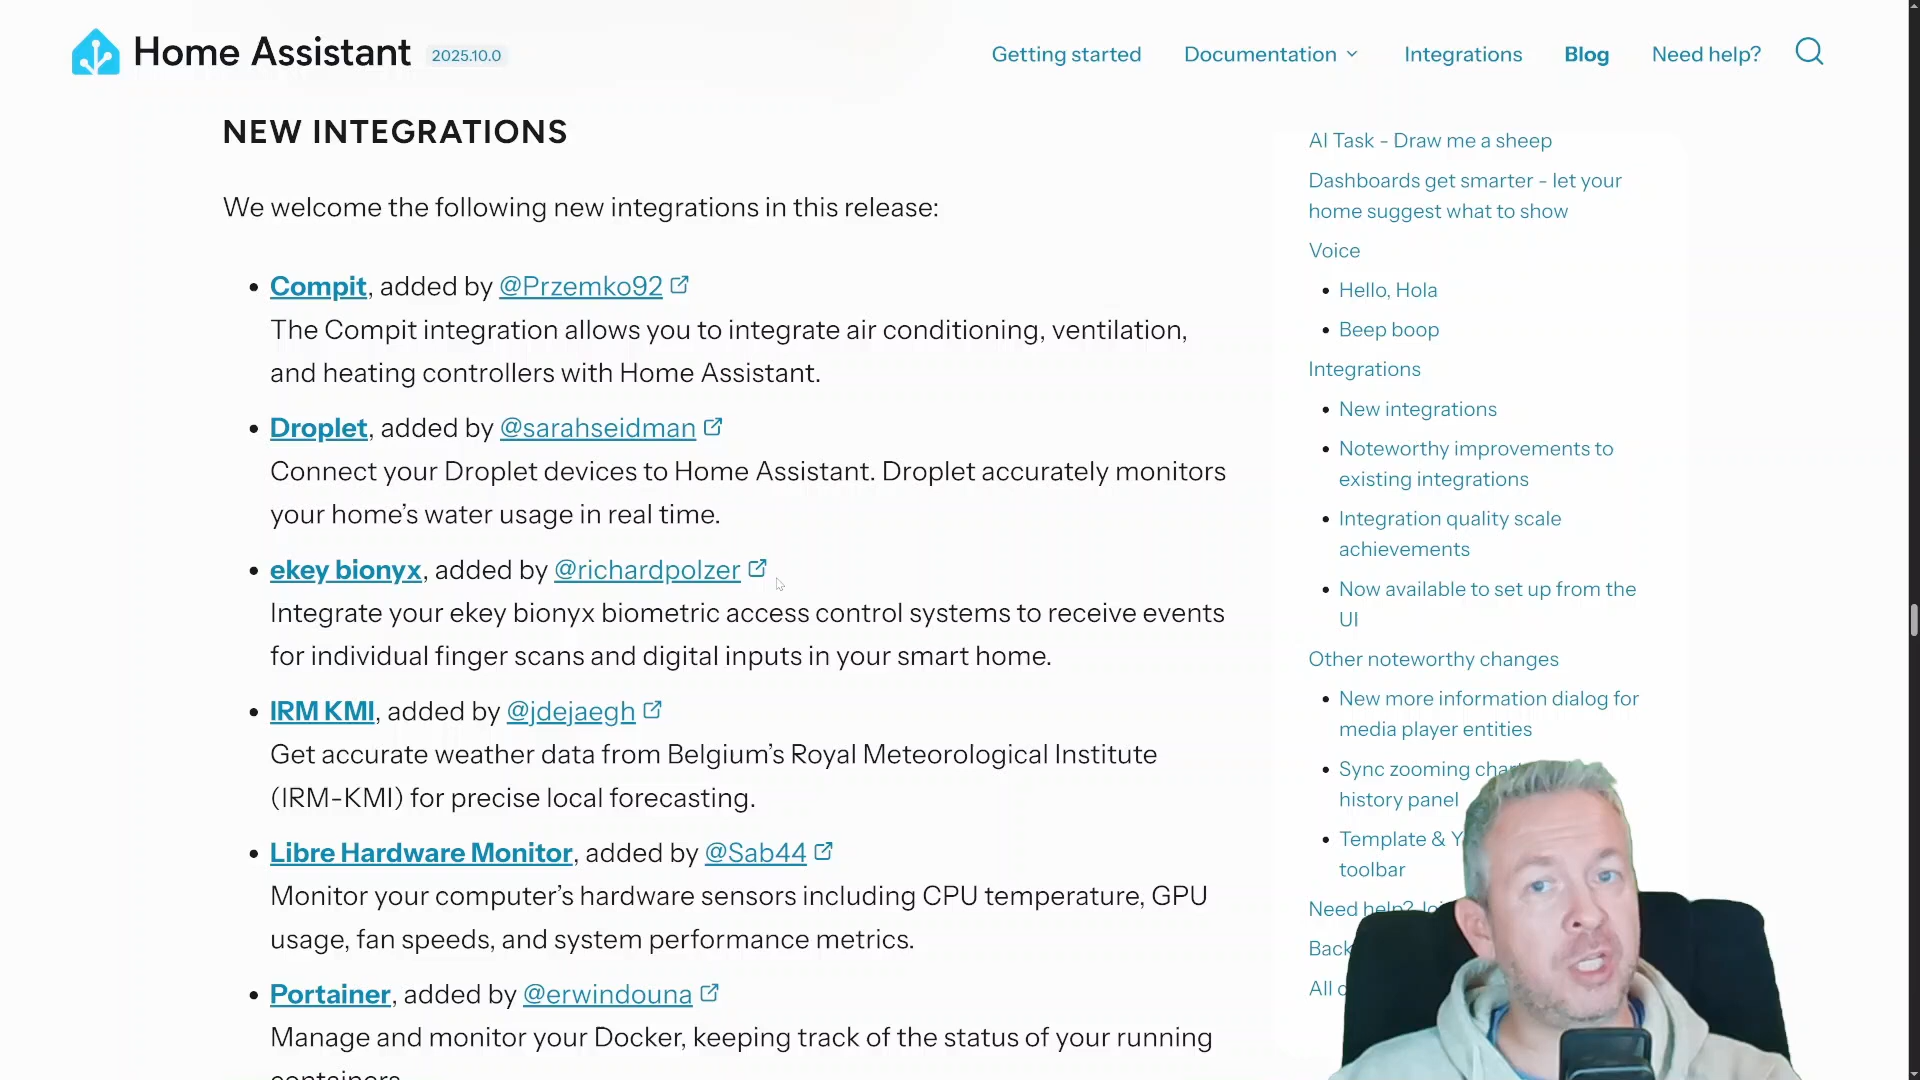 Home Assistant 2025.10.0
Getting started
Documentation
Integrations
Blog
Need help?
NEW INTEGRATIONS
We welcome the following new integrations in this release:
• Compit, added by @Przemko92
The Compit integration allows you to integrate air conditioning, ventilation,
and heating controllers with Home Assistant.
• Droplet, added by @sarahseidman
Connect your Droplet devices to Home Assistant. Droplet accurately monitors
your home’s water usage in real time.
• ekey bionyx, added by @richardpolzer
Integrate your ekey bionyx biometric access control systems to receive events
for individual finger scans and digital inputs in your smart home.
• IRM KMI, added by @jdejaegh
Get accurate weather data from Belgium’s Royal Meteorological Institute
(IRM-KMI) for precise local forecasting.
• Libre Hardware Monitor, added by @Sab44
Monitor your computer’s hardware sensors including CPU temperature, GPU
usage, fan speeds, and system performance metrics.
• Portainer, added by @erwindouna
Manage and monitor your Docker, keeping track of the status of your running
containers.
AI Task - Draw me a sheep
Dashboards get smarter - let your
home suggest what to show
Voice
• Hello, Hola
• Beep boop
Integrations
• New integrations
• Noteworthy improvements to
existing integrations
• Integration quality scale
achievements
• Now available to set up from the
UI
Other noteworthy changes
• New more information dialog for
media player entities
• Sync zooming
history panel
• Template &
toolbar
Need help?
Back
All